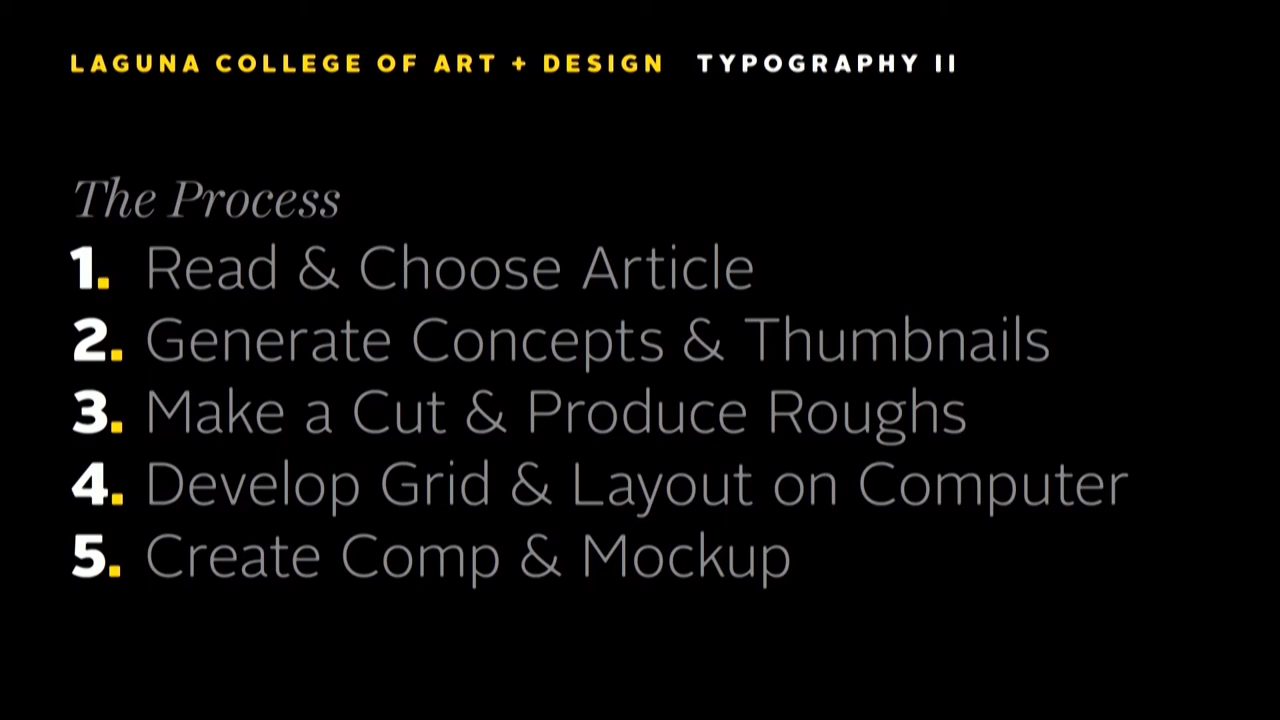 LAGUNA COLLEGE OF ART + DESIGN TYPOGRAPHY II
The Process
1. Read & Choose Article
2. Generate Concepts & Thumbnails
3. Make a Cut & Produce Roughs
4. Develop Grid & Layout on Computer
5. Create Comp & Mockup